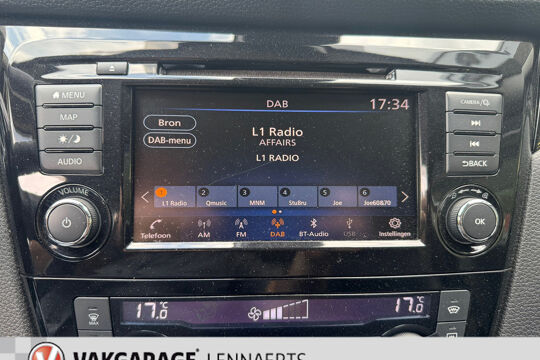 DAB 17:34
MENU
MAP
AUDIO
VOLUME
CAMERA
BACK
OK
Bron
DAB-menu
L1 Radio
AFFAIRS
L1 RADIO
1 2 3 4 5 6
L1 Radio Qmusic MNM StuBru Joe Joe60&70
Telefoon AM FM DAB BT-Audio USB Instellingen
17.0°C 17.0°C
MAX
VAKGARAGE LENNAERTS